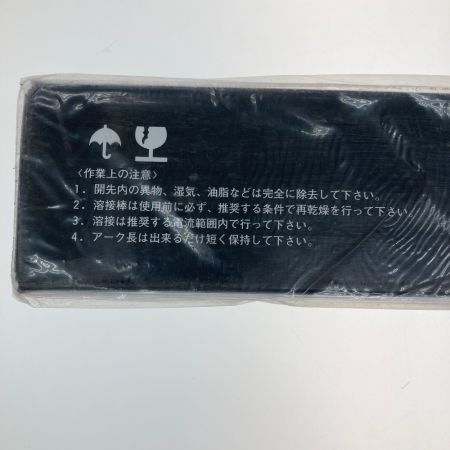 〈作業上の注意〉
1．開先内の異物、湿気、油脂などは完全に除去して下さい。
2．溶接棒は使用前に必ず、推奨する条件で再乾燥を行って下さい。
3．溶接は推奨する電流範囲内で行って下さい。
4．アーク長は出来るだけ短く保持して下さい。